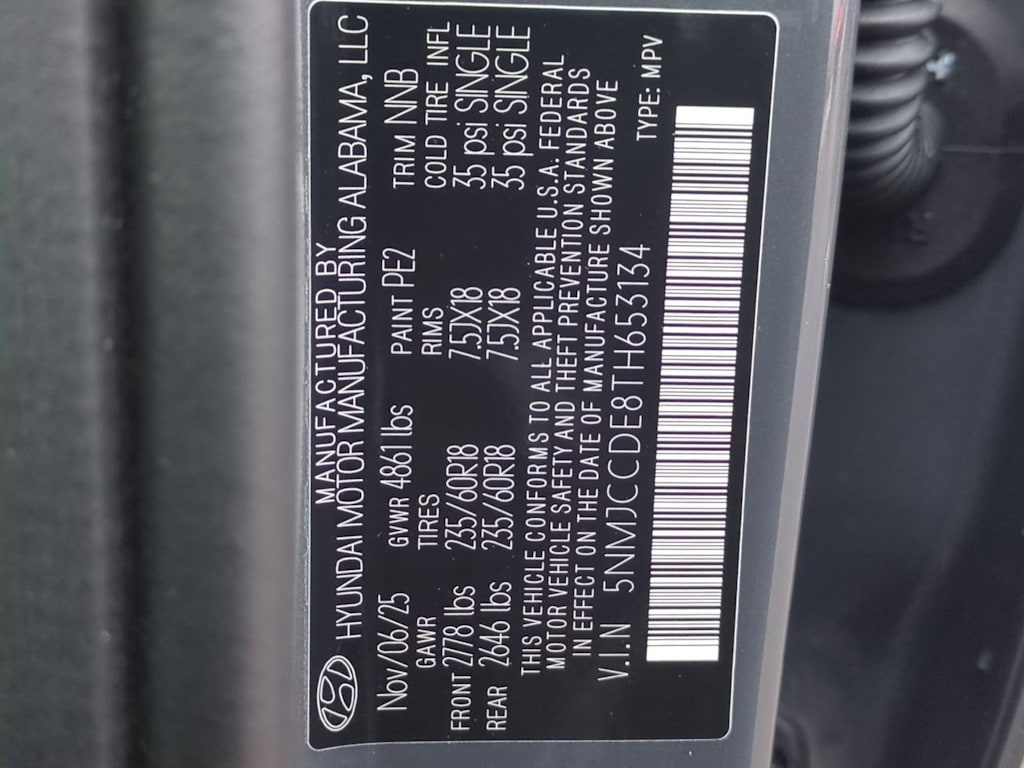 MANUFACTURED BY
HYUNDAI MOTOR MANUFACTURING ALABAMA, LLC
Nov/06/25 GVWR 4861 lbs PAINT PE2 TRIM NNB
GAWR TIRES RIMS COLD TIRE INFL
FRONT 2778 lbs 235/60R18 7.5JX18 35 psi SINGLE
REAR 2646 lbs 235/60R18 7.5JX18 35 psi SINGLE
THIS VEHICLE CONFORMS TO ALL APPLICABLE U.S.A. FEDERAL
MOTOR VEHICLE SAFETY AND THEFT PREVENTION STANDARDS
IN EFFECT ON THE DATE OF MANUFACTURE SHOWN ABOVE
V.I.N 5NMJCCDE8TH653134 TYPE: MPV